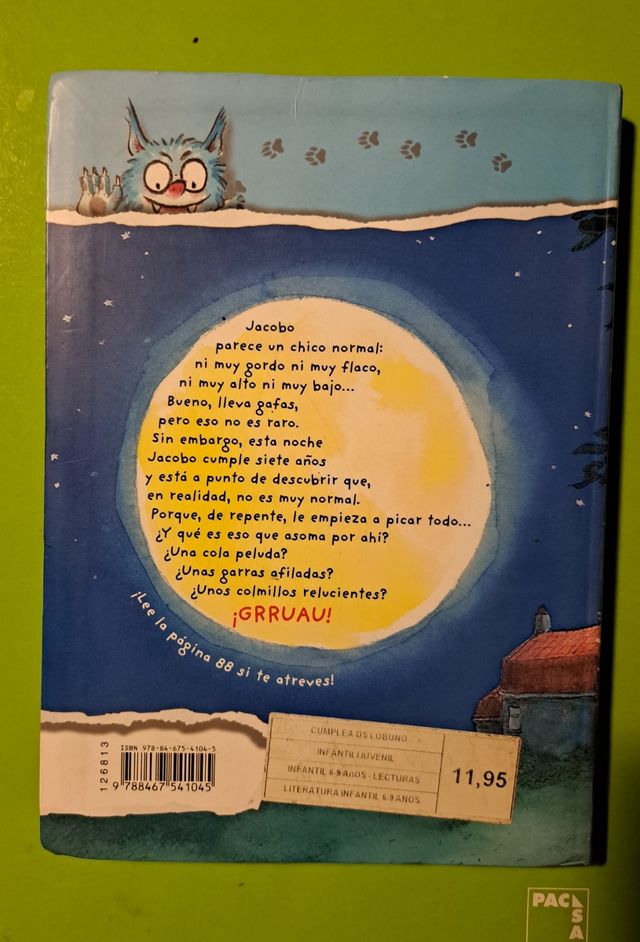 Jacobo
parece un chico normal:
ni muy gordo ni muy flaco,
ni muy alto ni muy bajo...
Bueno, lleva gafas,
pero eso no es raro.
Sin embargo, esta noche
Jacobo cumple siete años
y está a punto de descubrir que,
en realidad, no es muy normal.
Porque, de repente, le empieza a picar todo...
¿Y qué es eso que asoma por ahí?
¿Una cola peluda?
¿Unas garras afiladas?
¿Unos colmillos relucientes?
¡GRRUAU!
¡Lee la página 88 si te atreves!
126813
ISBN 978-84-675-4104-5
9 788467 541045
CUMPLEA OS LOBUNO
INFANTIL/JUVENIL
INFANTIL 6-9 AÑOS - LECTURAS
LITERATURA INFANTIL 6-9 AÑOS
11,95
PACSA